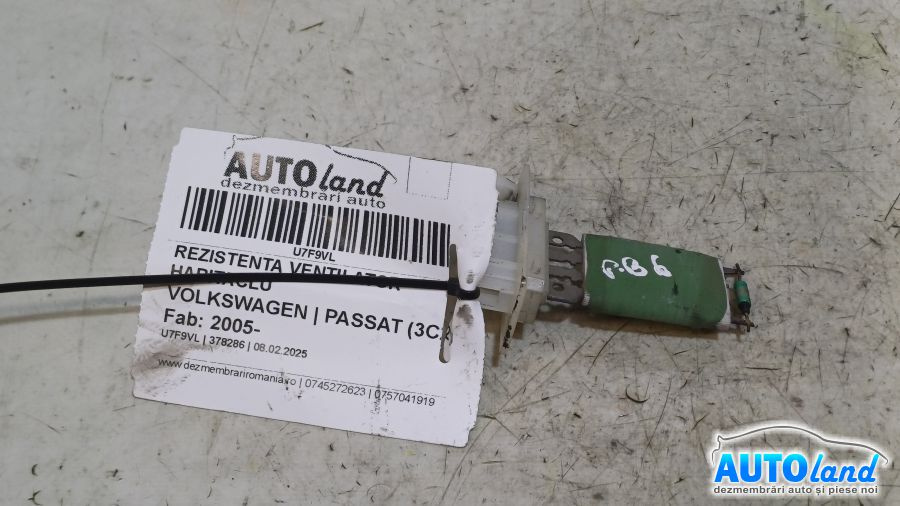 AUTOland
dezmembrări auto
U7F9VL
REZISTENTA VENTILATOR
HABITACLU
VOLKSWAGEN | PASSAT (3C)
Fab: 2005-
U7F9VL | 378286 | 08.02.2025
www.dezmembrariromania.ro | 0745272623 | 0757041919
P.B6
AUTOland
dezmembrări auto și piese noi